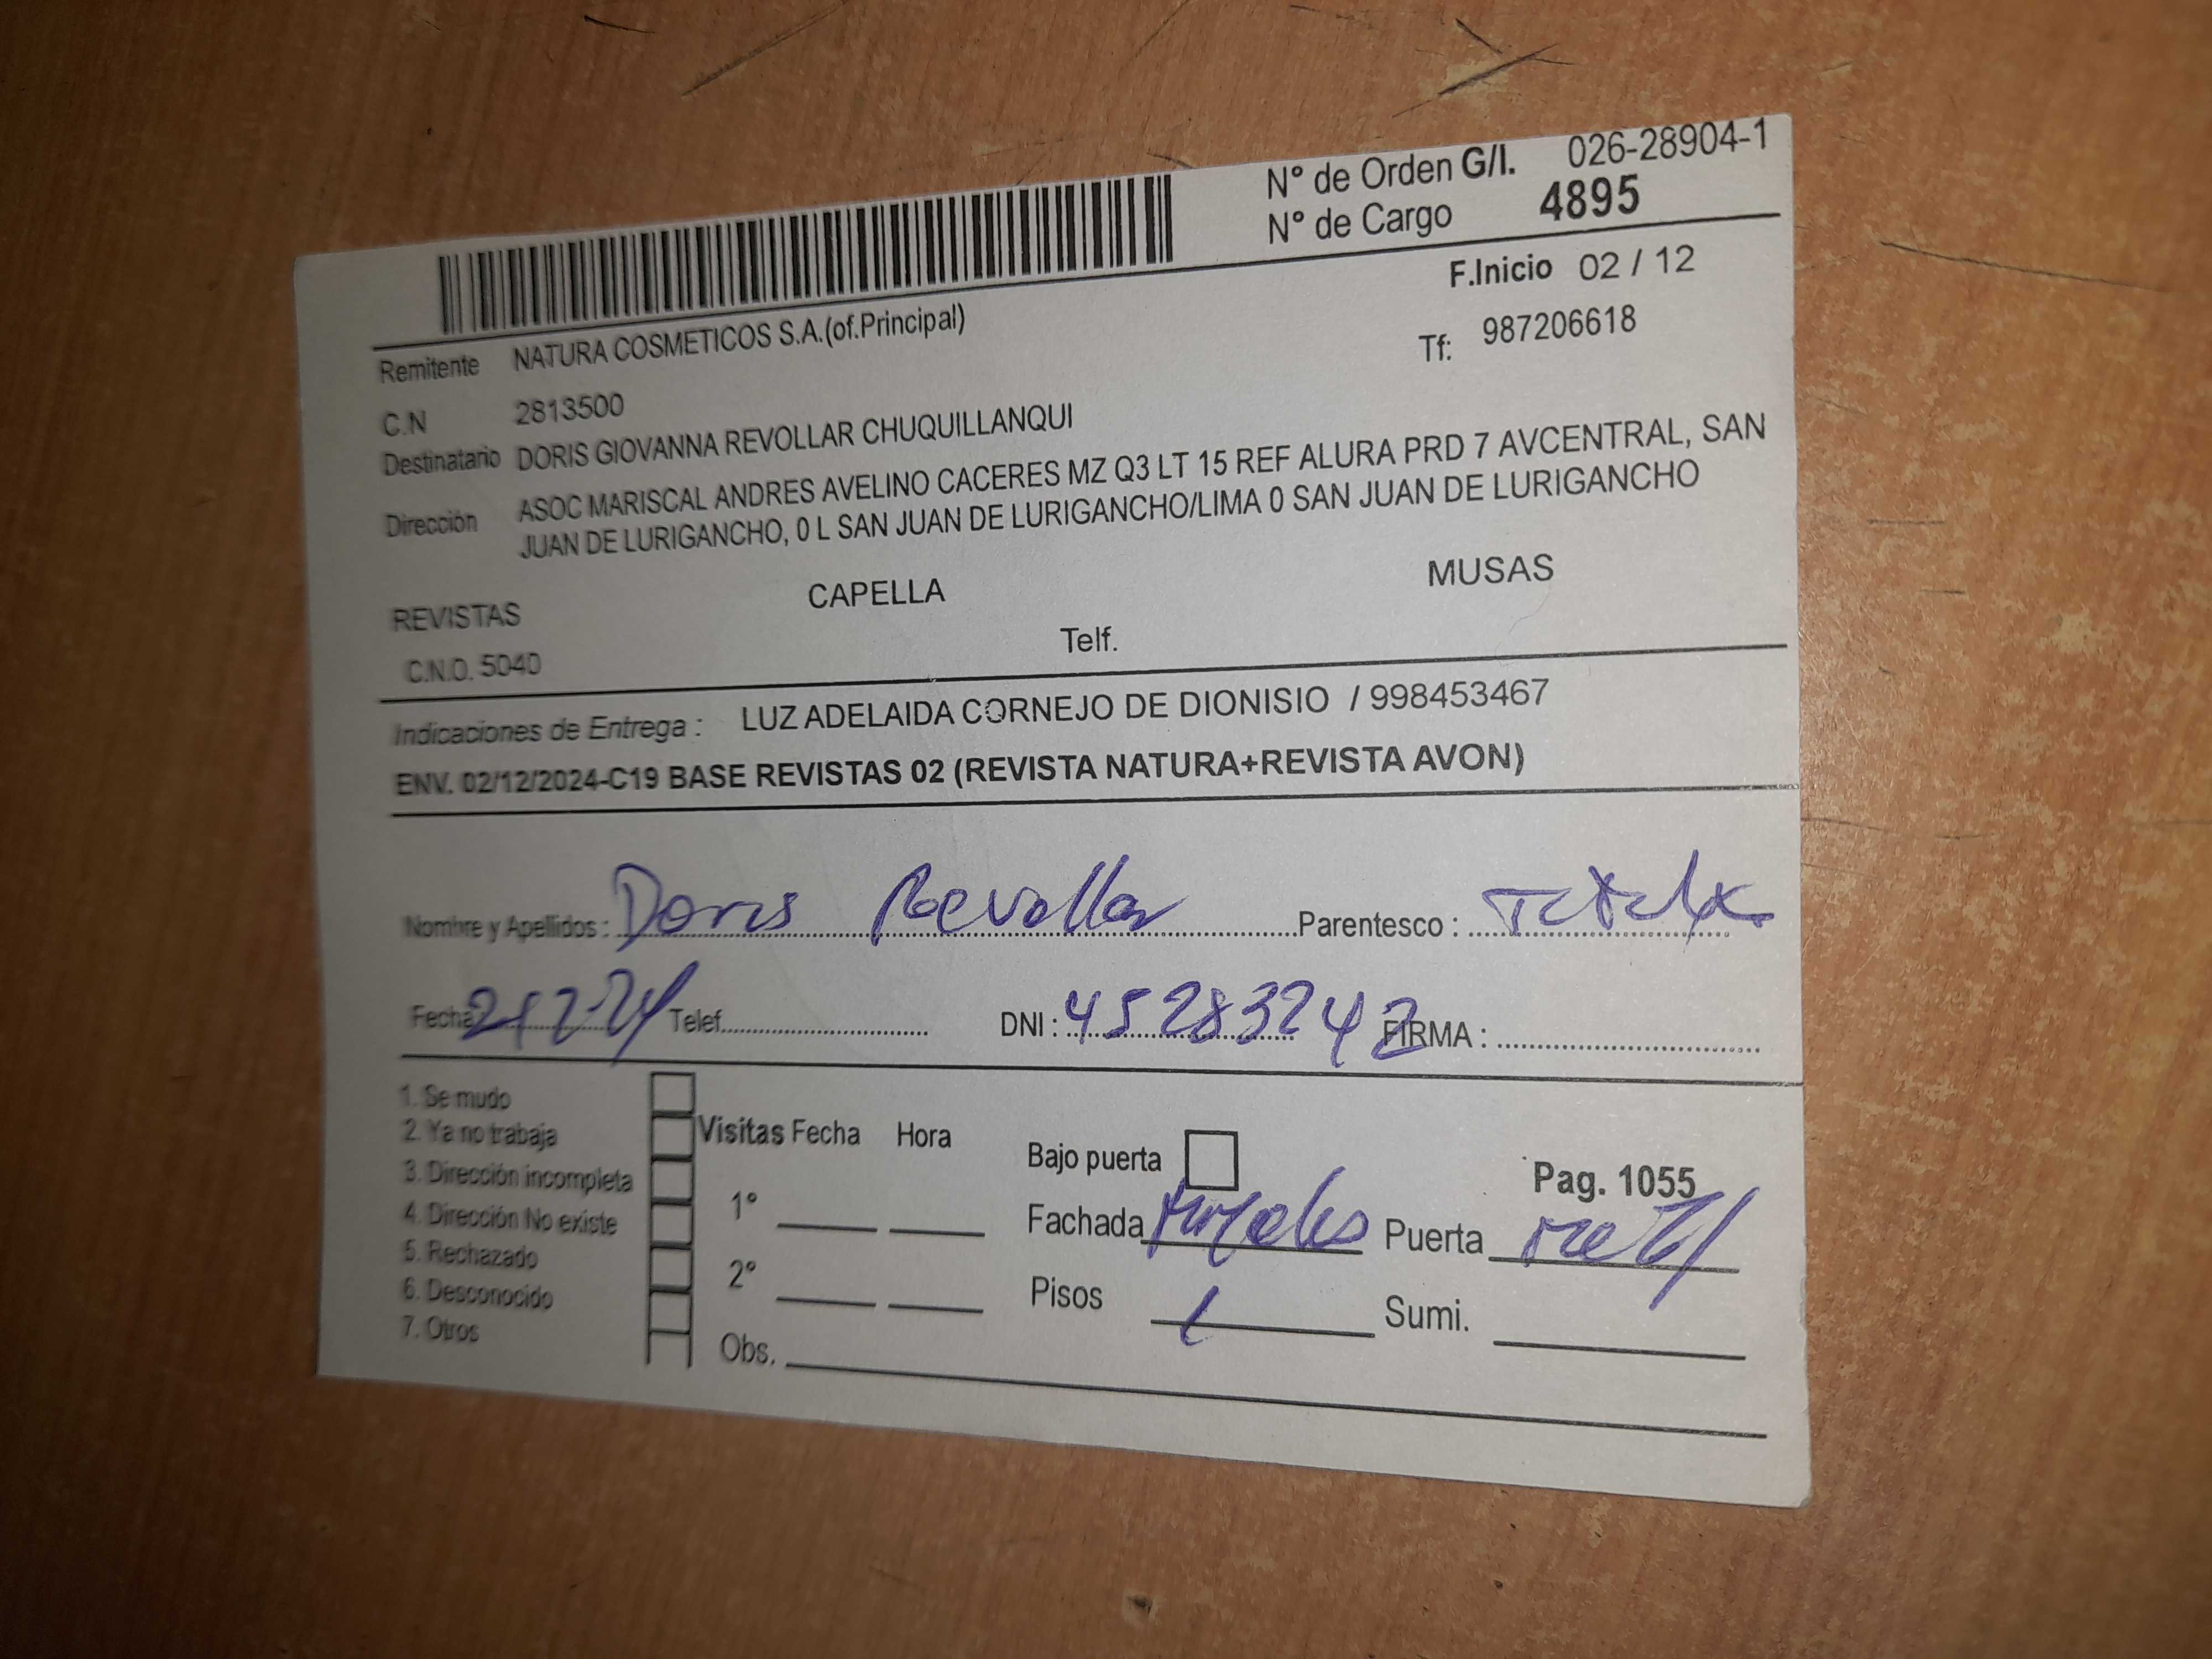 N° de Orden G/I. 026-28904-1
N° de Cargo 4895
F.Inicio 02 / 12
Remitente NATURA COSMETICOS S.A.(of.Principal)
Tf: 987206618
C.N 2813500
Destinatario DORIS GIOVANNA REVOLLAR CHUQUILLANQUI
Dirección ASOC MARISCAL ANDRES AVELINO CACERES MZ Q3 LT 15 REF ALURA PRD 7 AVCENTRAL, SAN
JUAN DE LURIGANCHO, 0 L SAN JUAN DE LURIGANCHO/LIMA 0 SAN JUAN DE LURIGANCHO
REVISTAS CAPELLA MUSAS
C.N.O. 5040 Telf.
Indicaciones de Entrega : LUZ ADELAIDA CORNEJO DE DIONISIO / 998453467
ENV. 02/12/2024-C19 BASE REVISTAS 02 (REVISTA NATURA+REVISTA AVON)
Nombre y Apellidos : Doris Revollar Parentesco :
Fecha Telef. DNI : 45283242 FIRMA :
1. Se mudo
2. Ya no trabaja
3. Dirección incompleta
4. Dirección No existe
5. Rechazado
6. Desconocido
7. Otros
Visitas Fecha Hora
1°
2°
Obs.
Bajo puerta
Pag. 1055
Fachada Puerta
Pisos 1 Sumi.